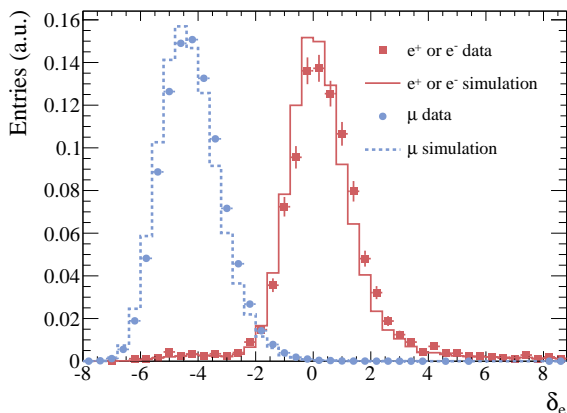 Entries (a.u.)
0.16
0.14
0.12
0.1
0.08
0.06
0.04
0.02
0
e⁺ or e⁻ data
e⁺ or e⁻ simulation
μ data
μ simulation
-8 -6 -4 -2 0 2 4 6 8
δₑ